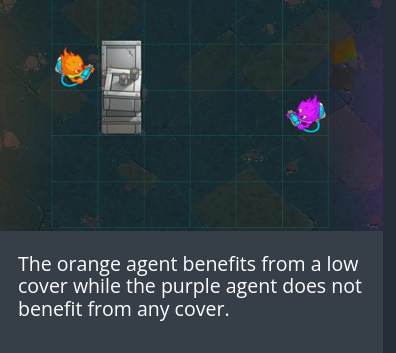 The orange agent benefits from a low
cover while the purple agent does not
benefit from any cover.